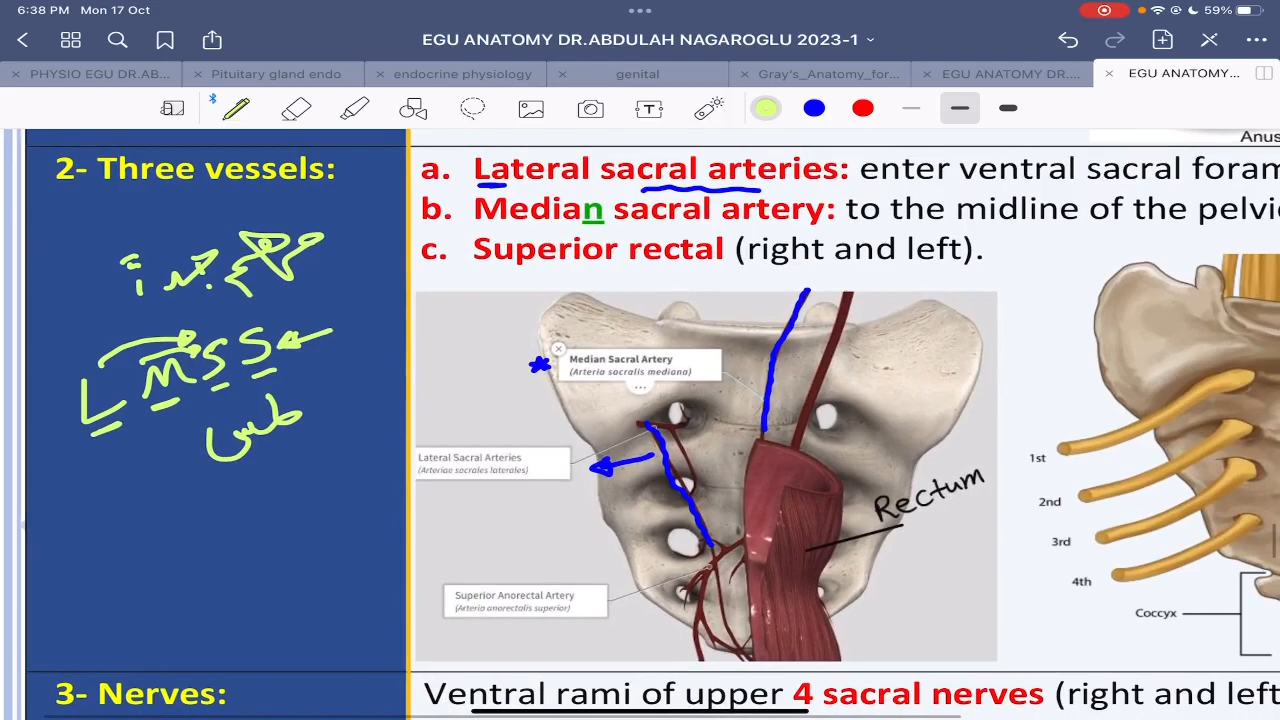 6:38 PM Mon 17 Oct
59%
EGU ANATOMY DR.ABDULAH NAGAROGLU 2023-1
PHYSIO EGU DR.AB...
Pituitary gland endo
endocrine physiology
genital
Gray's_Anatomy_for...
EGU ANATOMY DR....
EGU ANATOMY...
Anus
2- Three vessels:
a. Lateral sacral arteries: enter ventral sacral foram
b. Median sacral artery: to the midline of the pelvi
c. Superior rectal (right and left).
L M S S
Median Sacral Artery
(Arteria sacralis mediana)
Lateral Sacral Arteries
(Arteriae sacrales laterales)
Rectum
Superior Anorectal Artery
(Arteria anorectalis superior)
1st
2nd
3rd
4th
Coccyx
3- Nerves:
Ventral rami of upper 4 sacral nerves (right and left